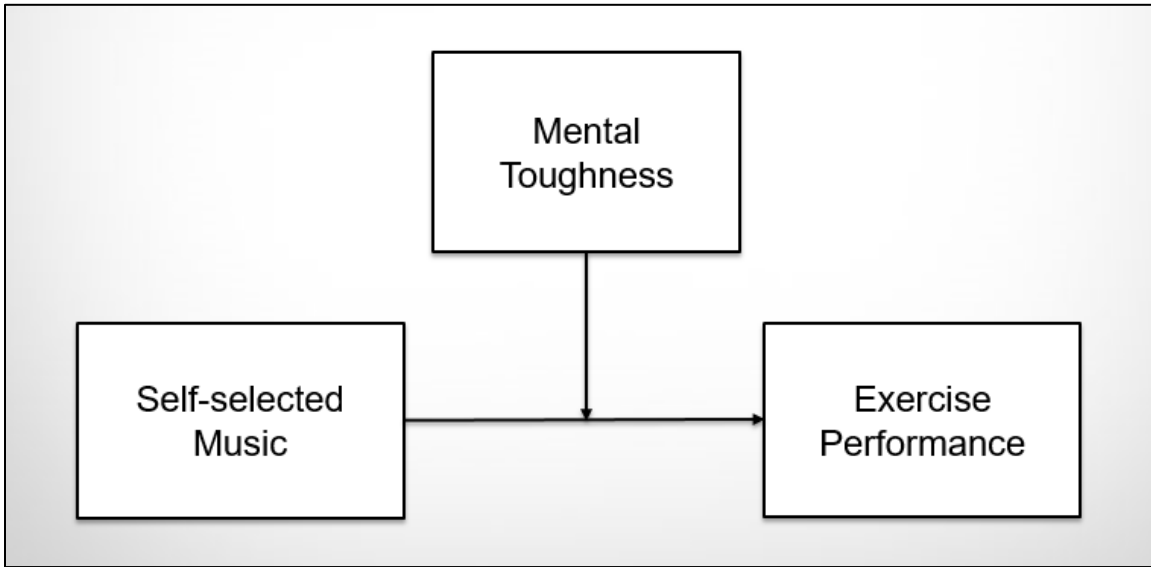 Mental
Toughness
Self-selected
Music
Exercise
Performance